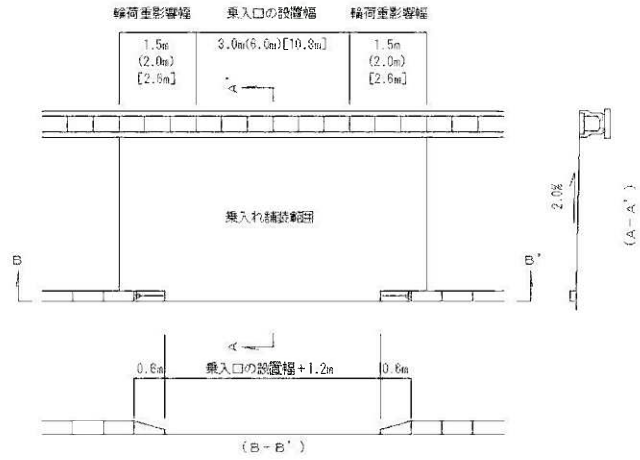 輪荷重影響幅 乗入口の設置幅 輪荷重影響幅
1.5m 3.0m(6.0m)[10.8m] 1.5m
(2.0m) (2.0m)
[2.6m] [2.6m]
A'
2.0%
(A-A')
乗入れ舗装範囲
B B'
A
0.6m 乗入口の設置幅+1.2m 0.6m
(B-B')